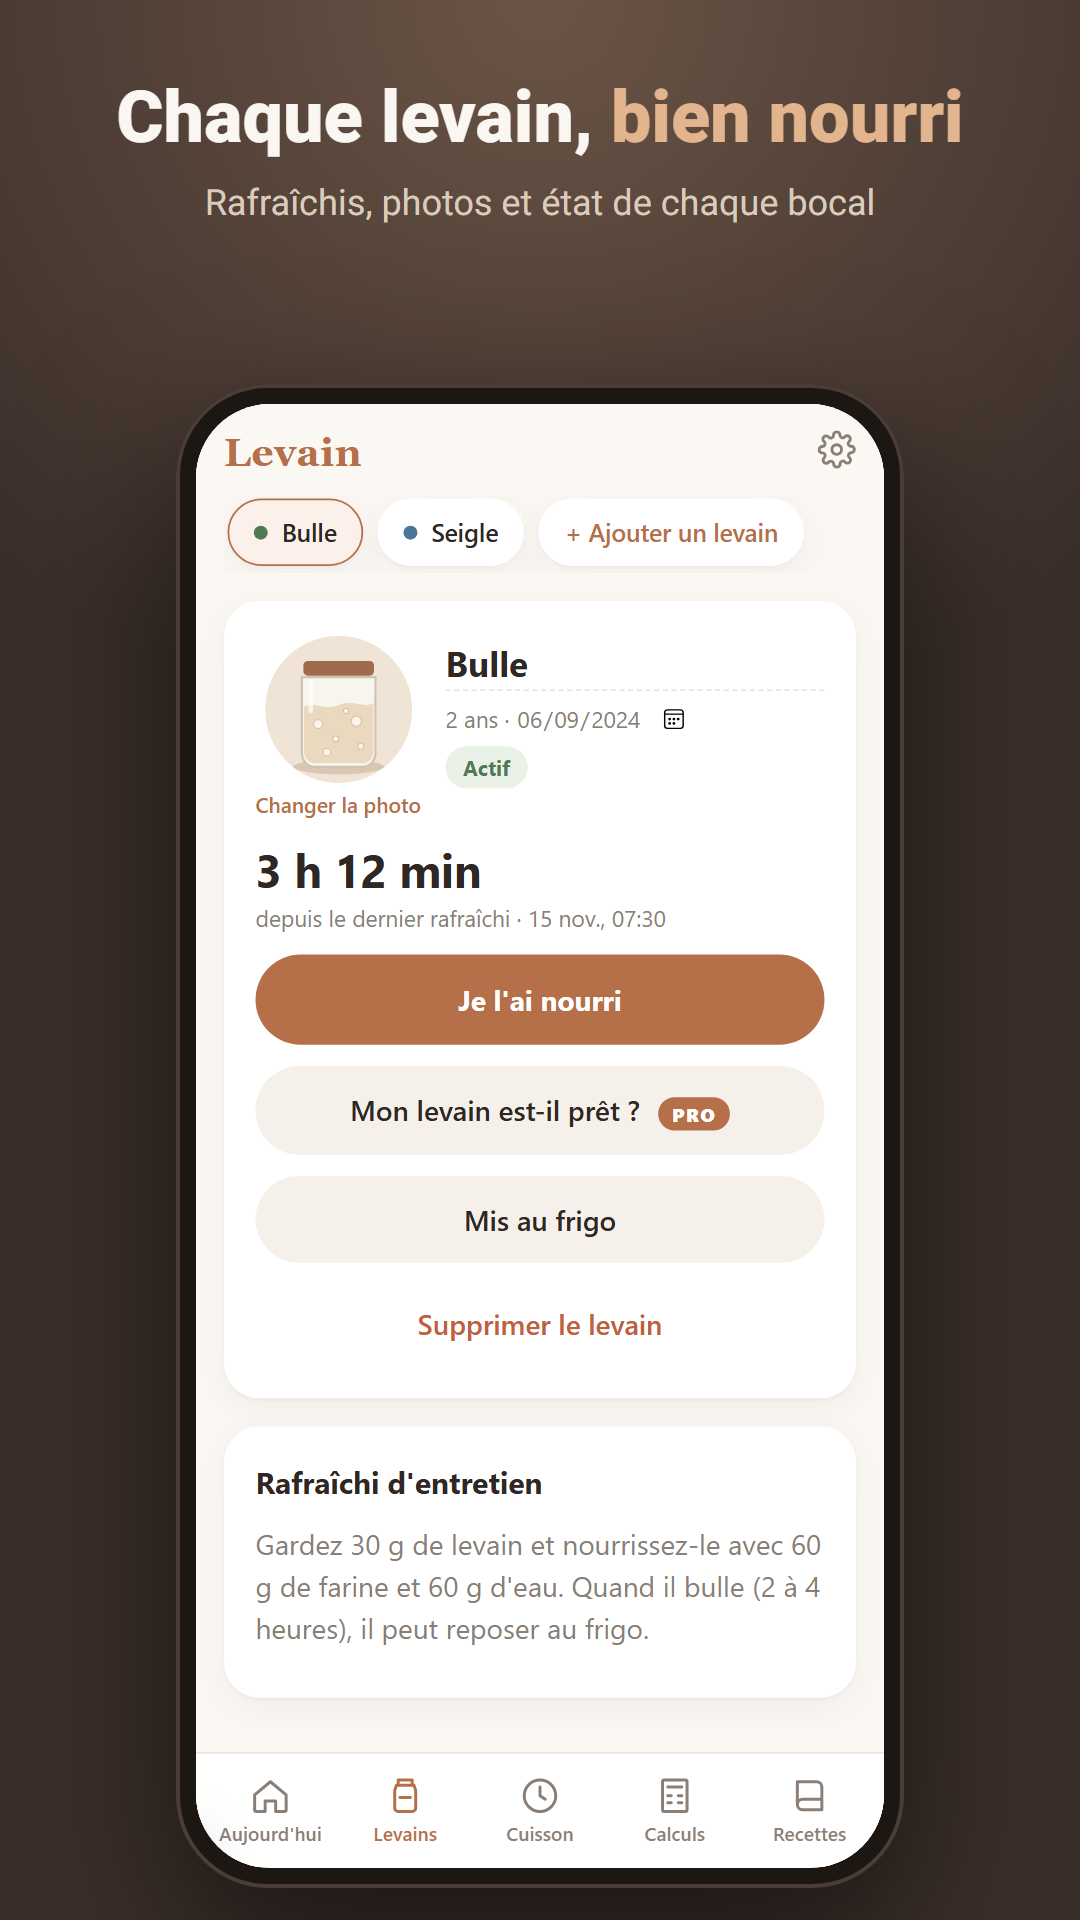 Chaque levain, bien nourri
Rafraîchis, photos et état de chaque bocal
Levain
Bulle
Seigle
+ Ajouter un levain
Bulle
2 ans · 06/09/2024
Actif
Changer la photo
3 h 12 min
depuis le dernier rafraîchi · 15 nov., 07:30
Je l'ai nourri
Mon levain est-il prêt ? PRO
Mis au frigo
Supprimer le levain
Rafraîchi d'entretien
Gardez 30 g de levain et nourrissez-le avec 60
g de farine et 60 g d'eau. Quand il bulle (2 à 4
heures), il peut reposer au frigo.
Aujourd'hui
Levains
Cuisson
Calculs
Recettes